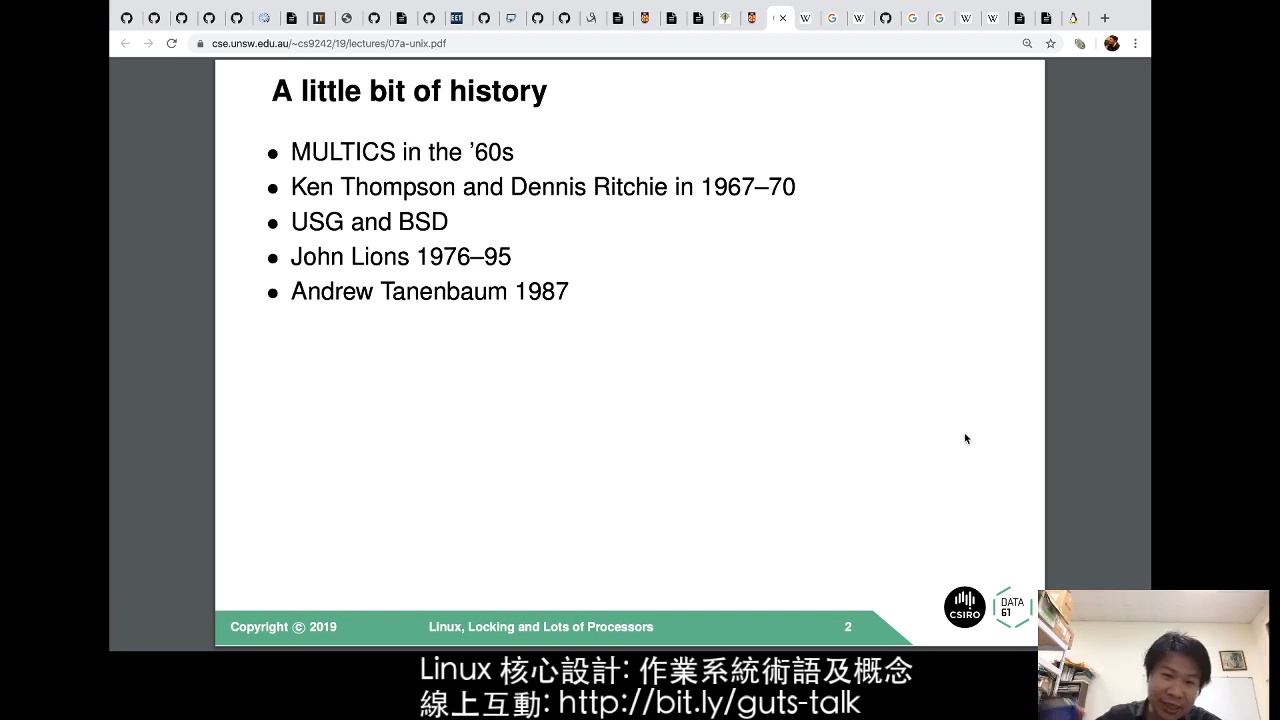 cse.unsw.edu.au/~cs9242/19/lectures/07a-unix.pdf
A little bit of history
● MULTICS in the '60s
● Ken Thompson and Dennis Ritchie in 1967–70
● USG and BSD
● John Lions 1976–95
● Andrew Tanenbaum 1987
CSIRO
DATA
61
Copyright © 2019 Linux, Locking and Lots of Processors 2
Linux 核心設計: 作業系統術語及概念
線上互動: http://bit.ly/guts-talk